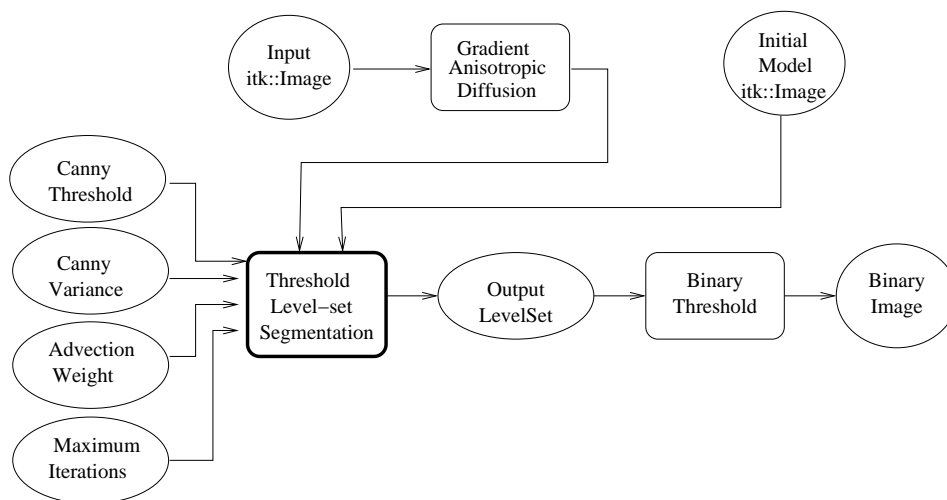 Input
itk::Image
Gradient
Anisotropic
Diffusion
Initial
Model
itk::Image
Canny
Threshold
Canny
Variance
Advection
Weight
Maximum
Iterations
Threshold
Level−set
Segmentation
Output
LevelSet
Binary
Threshold
Binary
Image